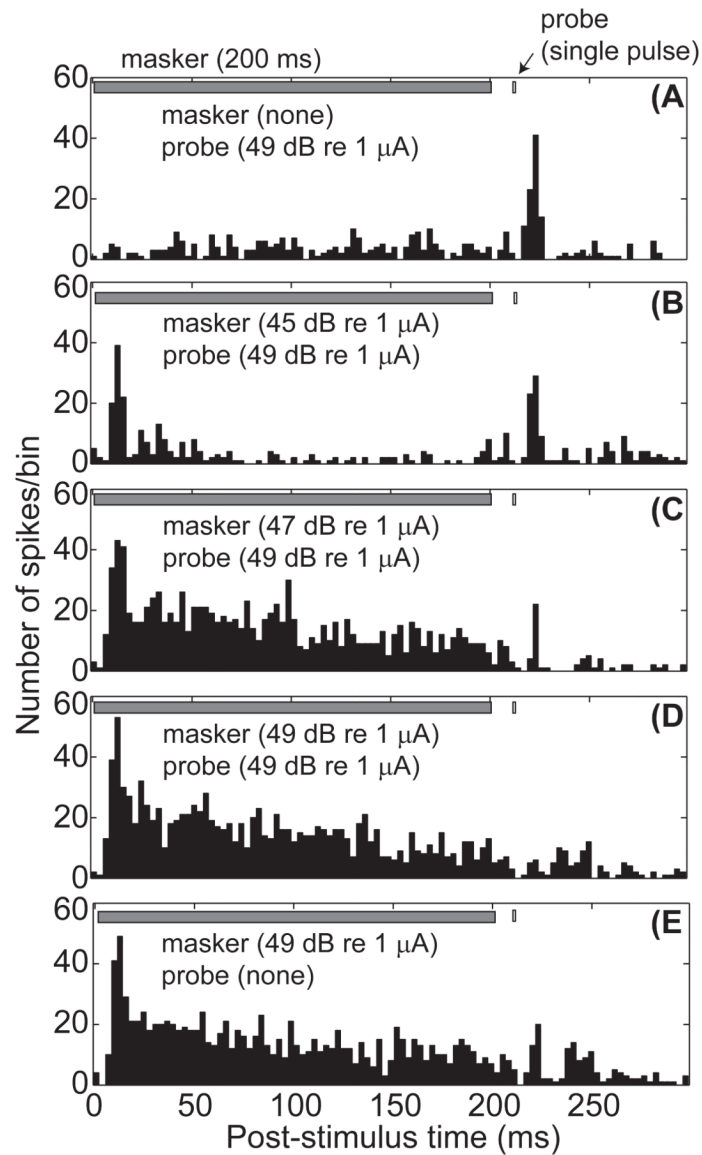 probe
masker (200 ms)
(single pulse)
60
(A
masker (none)
probe (49 dB re 1 μA)
40
20
0
60
(B
masker (45 dB re 1 μA)
probe (49 dB re 1 μA)
40
20
0
60
(C
masker (47 dB re 1 μA)
probe (49 dB re 1 μA)
40
20
0
Number of spikes/bin
60
(D
masker (49 dB re 1 μA)
probe (49 dB re 1 μA)
40
20
0
60
(E
masker (49 dB re 1 μA)
probe (none)
40
20
0
0 50 100 150 200 250
Post-stimulus time (ms)